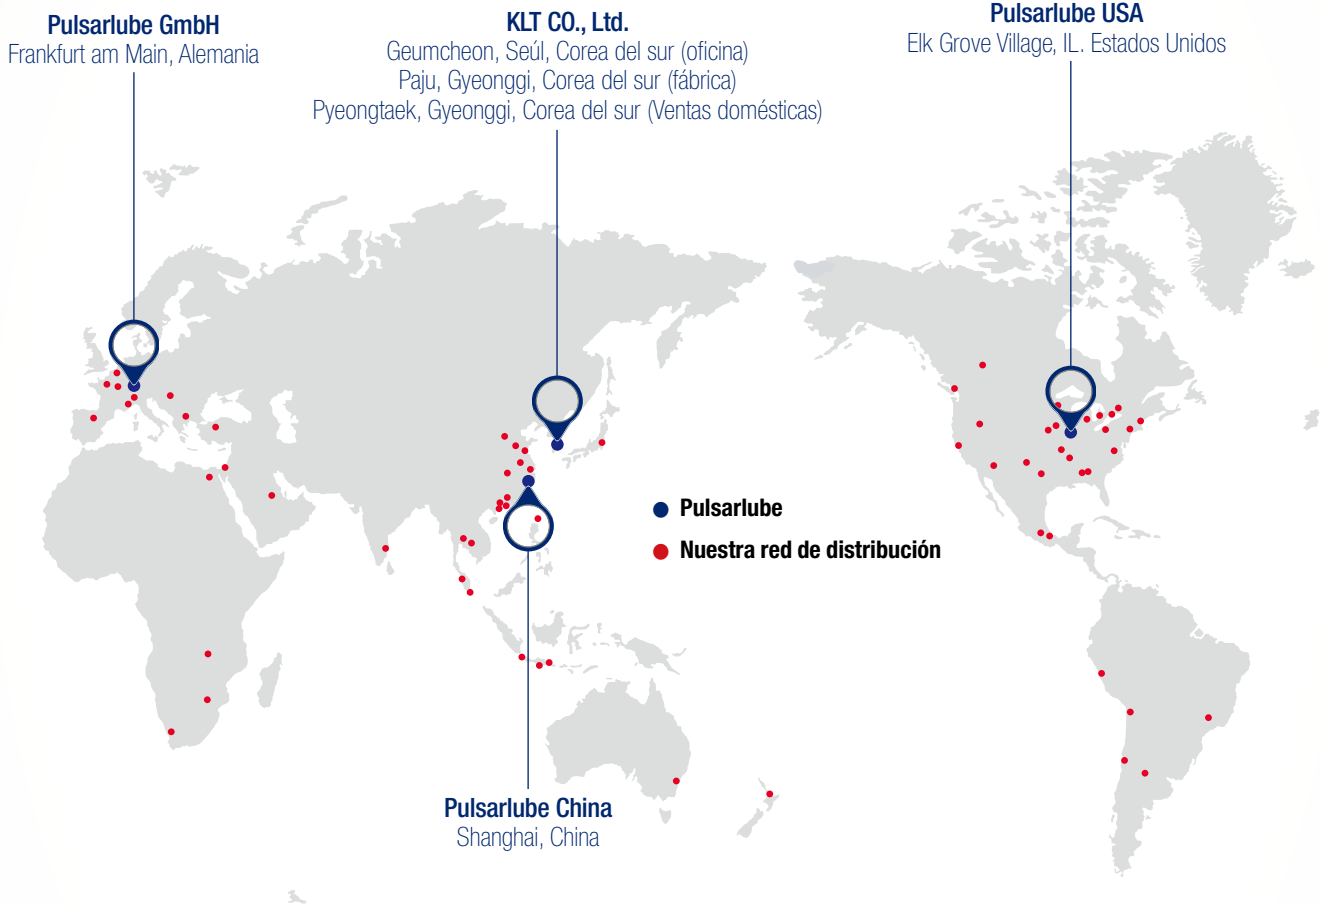 Pulsarlube GmbH
Frankfurt am Main, Alemania
KLT CO., Ltd.
Geumcheon, Seúl, Corea del sur (oficina)
Paju, Gyeonggi, Corea del sur (fábrica)
Pyeongtaek, Gyeonggi, Corea del sur (Ventas domésticas)
Pulsarlube USA
Elk Grove Village, IL. Estados Unidos
Pulsarlube
Nuestra red de distribución
Pulsarlube China
Shanghai, China